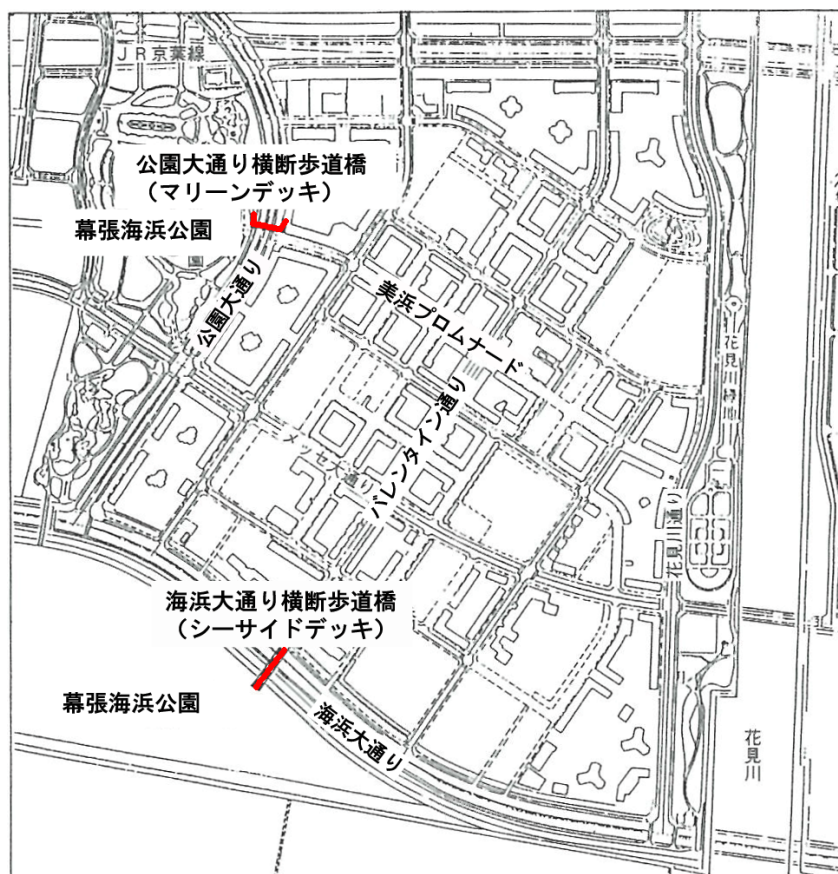 JR京葉線
公園大通り横断歩道橋
（マリーンデッキ）
幕張海浜公園
公園大通り
美浜プロムナード
花見川緑地
バレンタイン通り
メッセ大通り
花見川通り
海浜大通り横断歩道橋
（シーサイドデッキ）
幕張海浜公園
海浜大通り
花見川